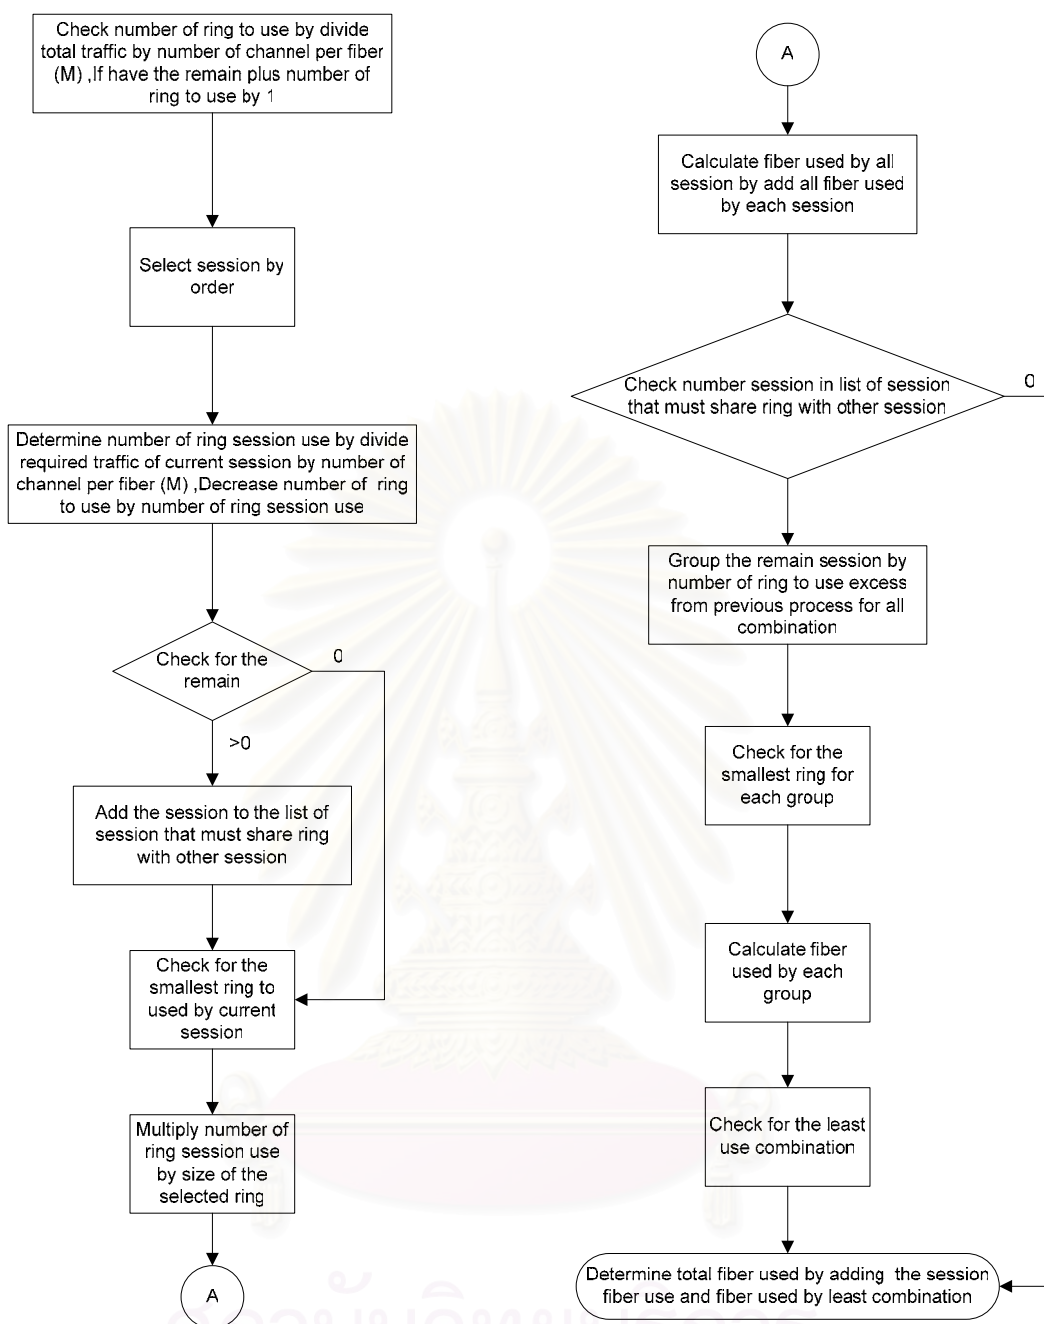 Check number of ring to use by divide
total traffic by number of channel per fiber
(M) ,If have the remain plus number of
ring to use by 1
Select session by
order
Determine number of ring session use by divide
required traffic of current session by number of
channel per fiber (M) ,Decrease number of ring
to use by number of ring session use
Check for the
remain
0
>0
Add the session to the list of
session that must share ring
with other session
Check for the
smallest ring to
used by current
session
Multiply number of
ring session use
by size of the
selected ring
A
A
Calculate fiber used by all
session by add all fiber used
by each session
Check number session in list of session
that must share ring with other session
0
Group the remain session by
number of ring to use excess
from previous process for all
combination
Check for the
smallest ring for
each group
Calculate fiber
used by each
group
Check for the least
use combination
Determine total fiber used by adding the session
fiber use and fiber used by least combination